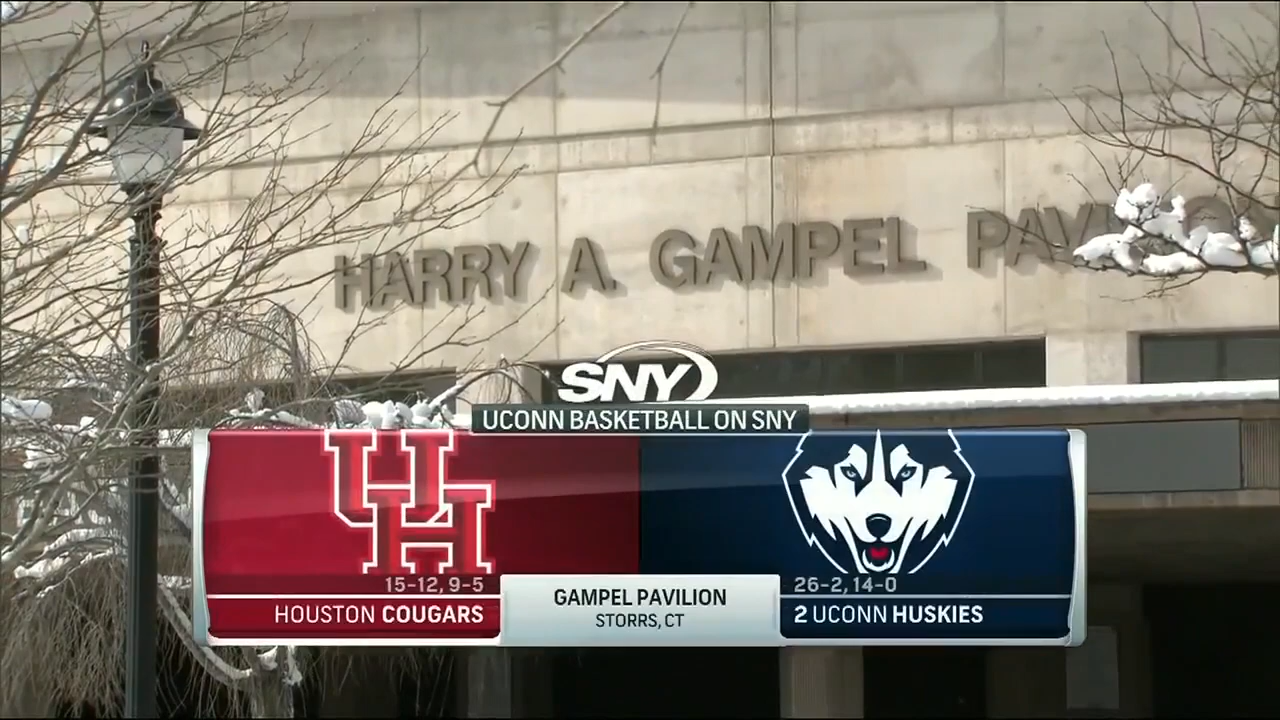 HARRY A. GAMPEL PAVILION
SNY
UCONN BASKETBALL ON SNY
UH
15-12, 9-5
HOUSTON COUGARS
GAMPEL PAVILION
STORRS, CT
26-2, 14-0
2 UCONN HUSKIES